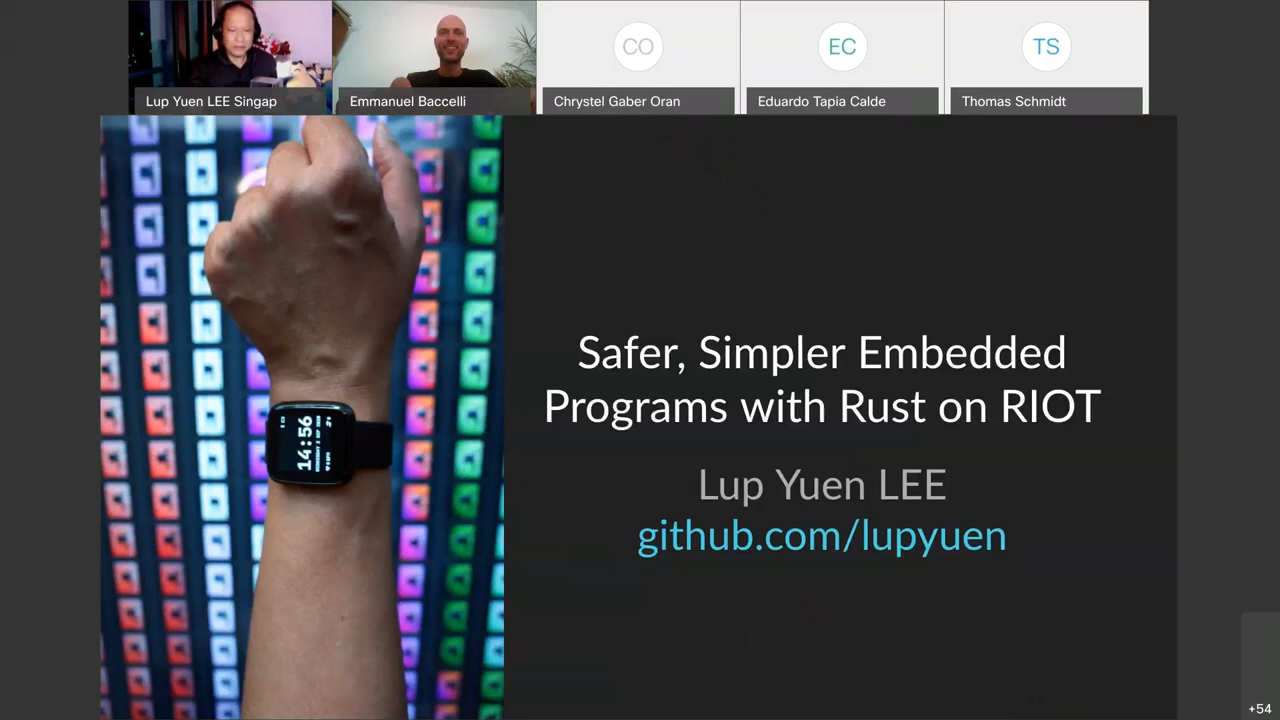 CO
EC
TS
Lup Yuen LEE Singap
Emmanuel Baccelli
Chrystel Gaber Oran
Eduardo Tapia Calde
Thomas Schmidt
14:56
Safer, Simpler Embedded
Programs with Rust on RIOT
Lup Yuen LEE
github.com/lupyuen
+54